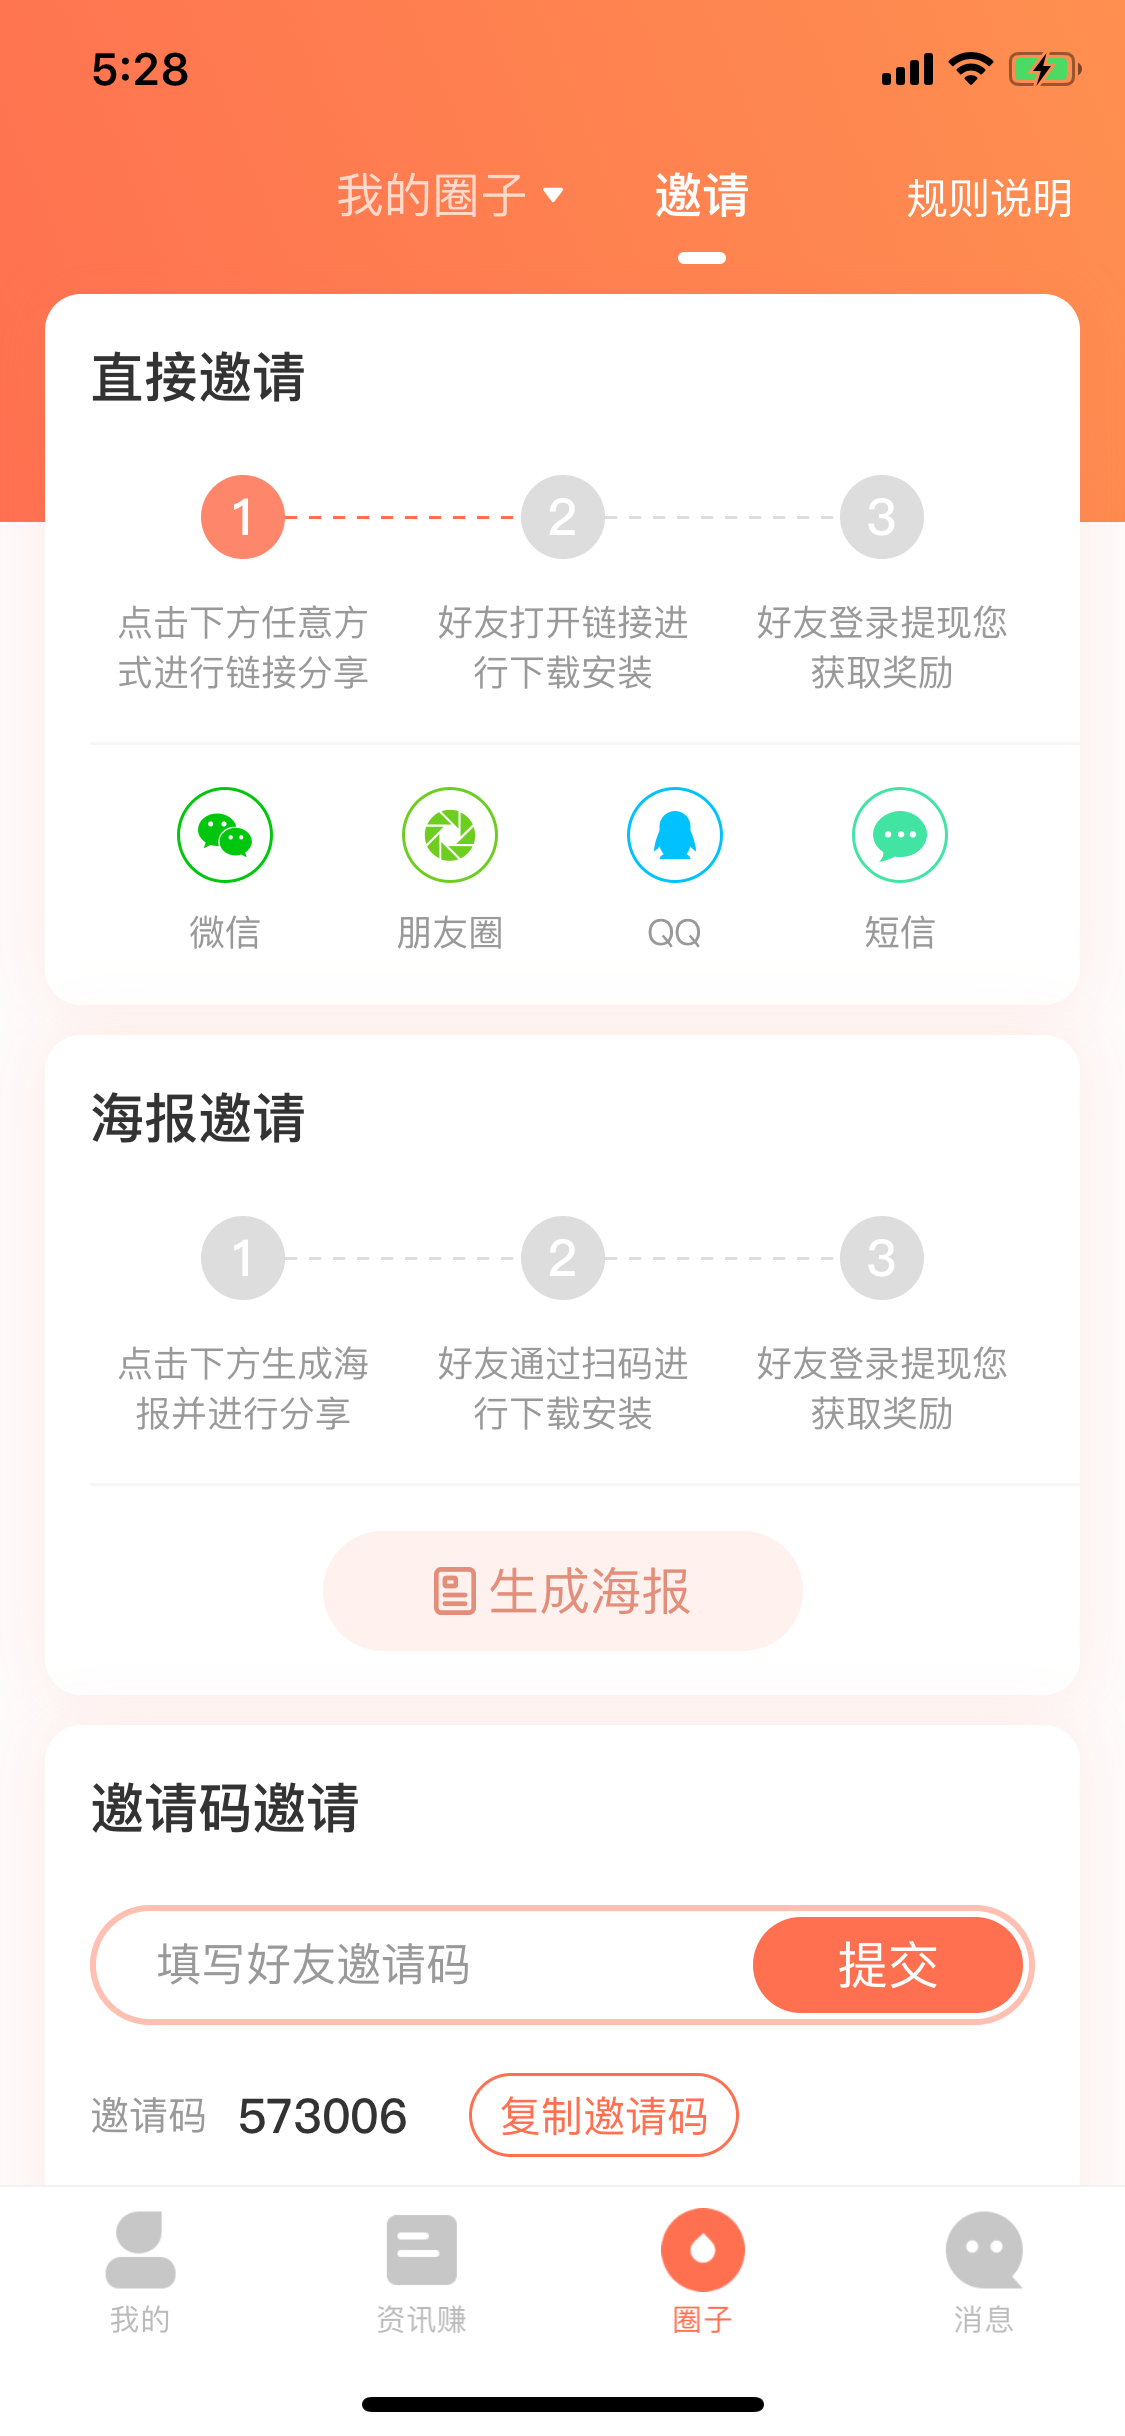 5:28
我的圈子 邀请 规则说明
直接邀请
1 2 3
点击下方任意方 好友打开链接进 好友登录提现您
式进行链接分享 行下载安装 获取奖励
微信 朋友圈 QQ 短信
海报邀请
1 2 3
点击下方生成海 好友通过扫码进 好友登录提现您
报并进行分享 行下载安装 获取奖励
生成海报
邀请码邀请
填写好友邀请码 提交
邀请码 573006 复制邀请码
我的 资讯赚 圈子 消息